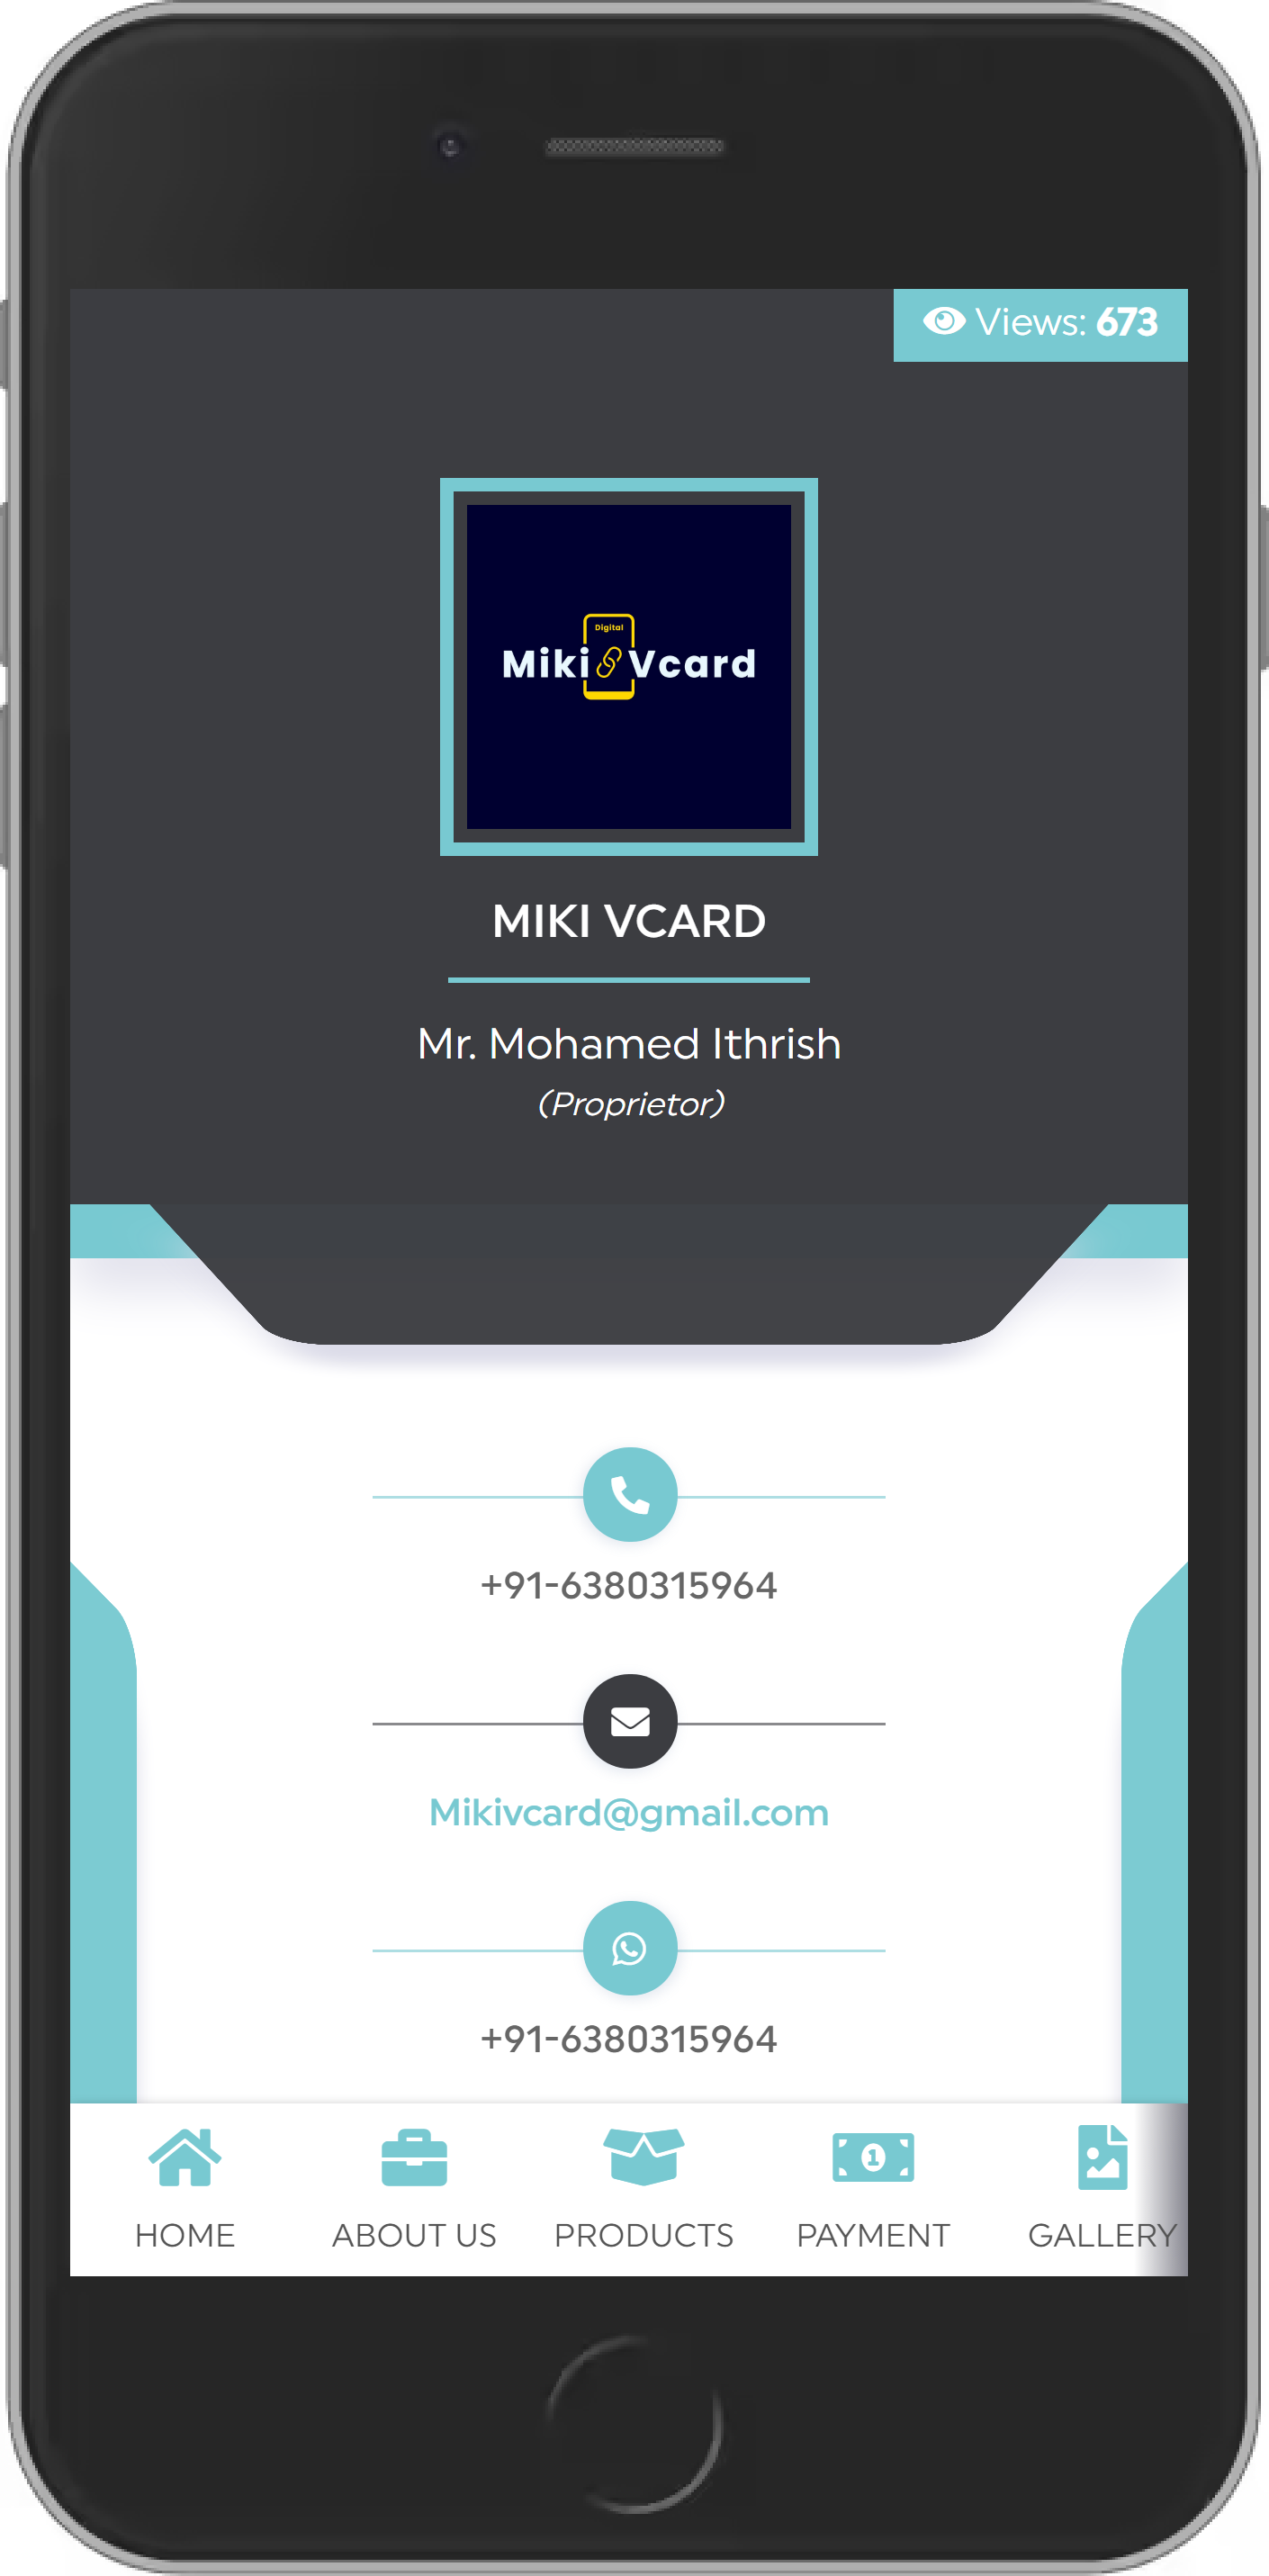 Views: 673
Digital
Miki Vcard
MIKI VCARD
Mr. Mohamed Ithrish
(Proprietor)
+91-6380315964
Mikivcard@gmail.com
+91-6380315964
1
HOME ABOUT US PRODUCTS PAYMENT GALLERY